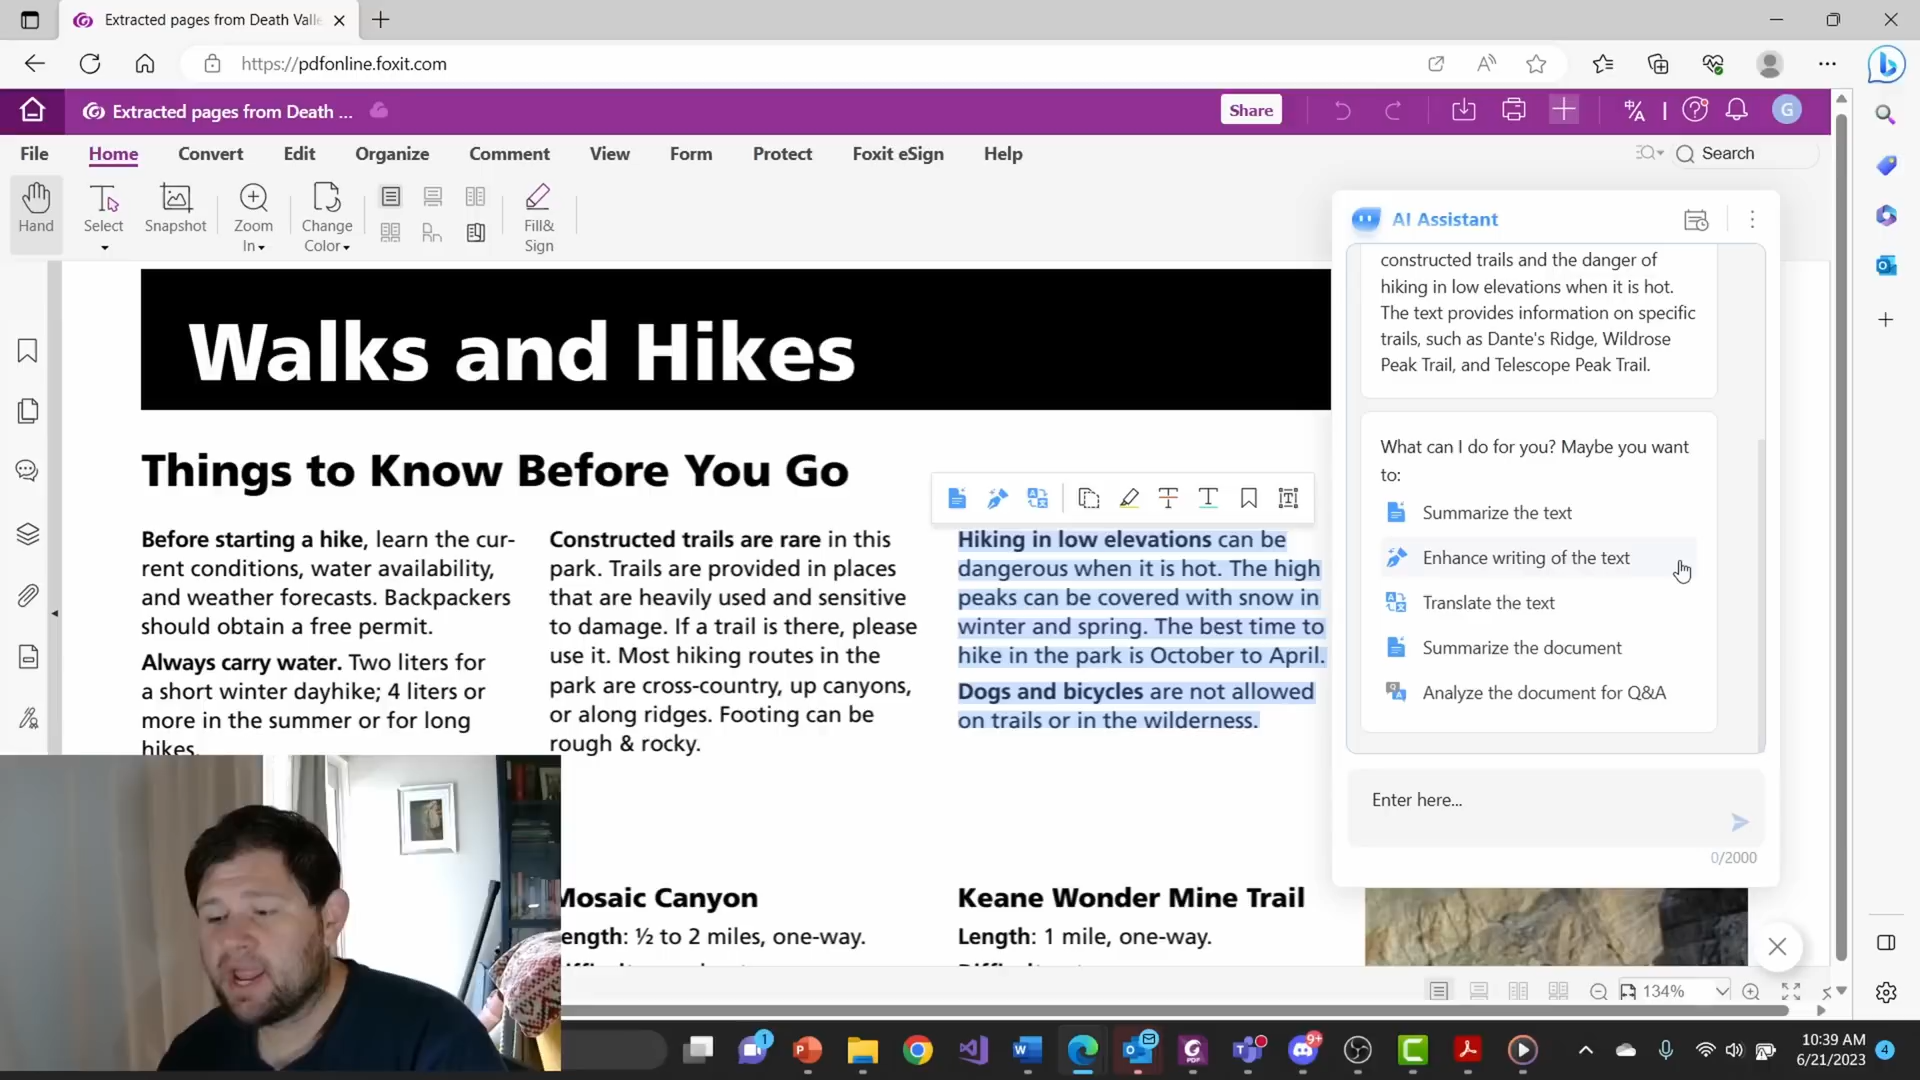 Extracted pages from Death Valle
https://pdfonline.foxit.com
Extracted pages from Death ...
Share
G
File Home Convert Edit Organize Comment View Form Protect Foxit eSign Help
Search
Hand
Select
Snapshot
Zoom
In
Change
Color
Fill&
Sign
Walks and Hikes
Things to Know Before You Go
Before starting a hike, learn the cur-
rent conditions, water availability,
and weather forecasts. Backpackers
should obtain a free permit.
Always carry water. Two liters for
a short winter dayhike; 4 liters or
more in the summer or for long
hikes.
Constructed trails are rare in this
park. Trails are provided in places
that are heavily used and sensitive
to damage. If a trail is there, please
use it. Most hiking routes in the
park are cross-country, up canyons,
or along ridges. Footing can be
rough & rocky.
Hiking in low elevations can be
dangerous when it is hot. The high
peaks can be covered with snow in
winter and spring. The best time to
hike in the park is October to April.
Dogs and bicycles are not allowed
on trails or in the wilderness.
Mosaic Canyon
ength: ½ to 2 miles, one-way.
Keane Wonder Mine Trail
Length: 1 mile, one-way.
AI Assistant
constructed trails and the danger of
hiking in low elevations when it is hot.
The text provides information on specific
trails, such as Dante's Ridge, Wildrose
Peak Trail, and Telescope Peak Trail.
What can I do for you? Maybe you want
to:
Summarize the text
Enhance writing of the text
Translate the text
Summarize the document
Analyze the document for Q&A
Enter here...
0/2000
134%
10:39 AM
6/21/2023
4
1
9+